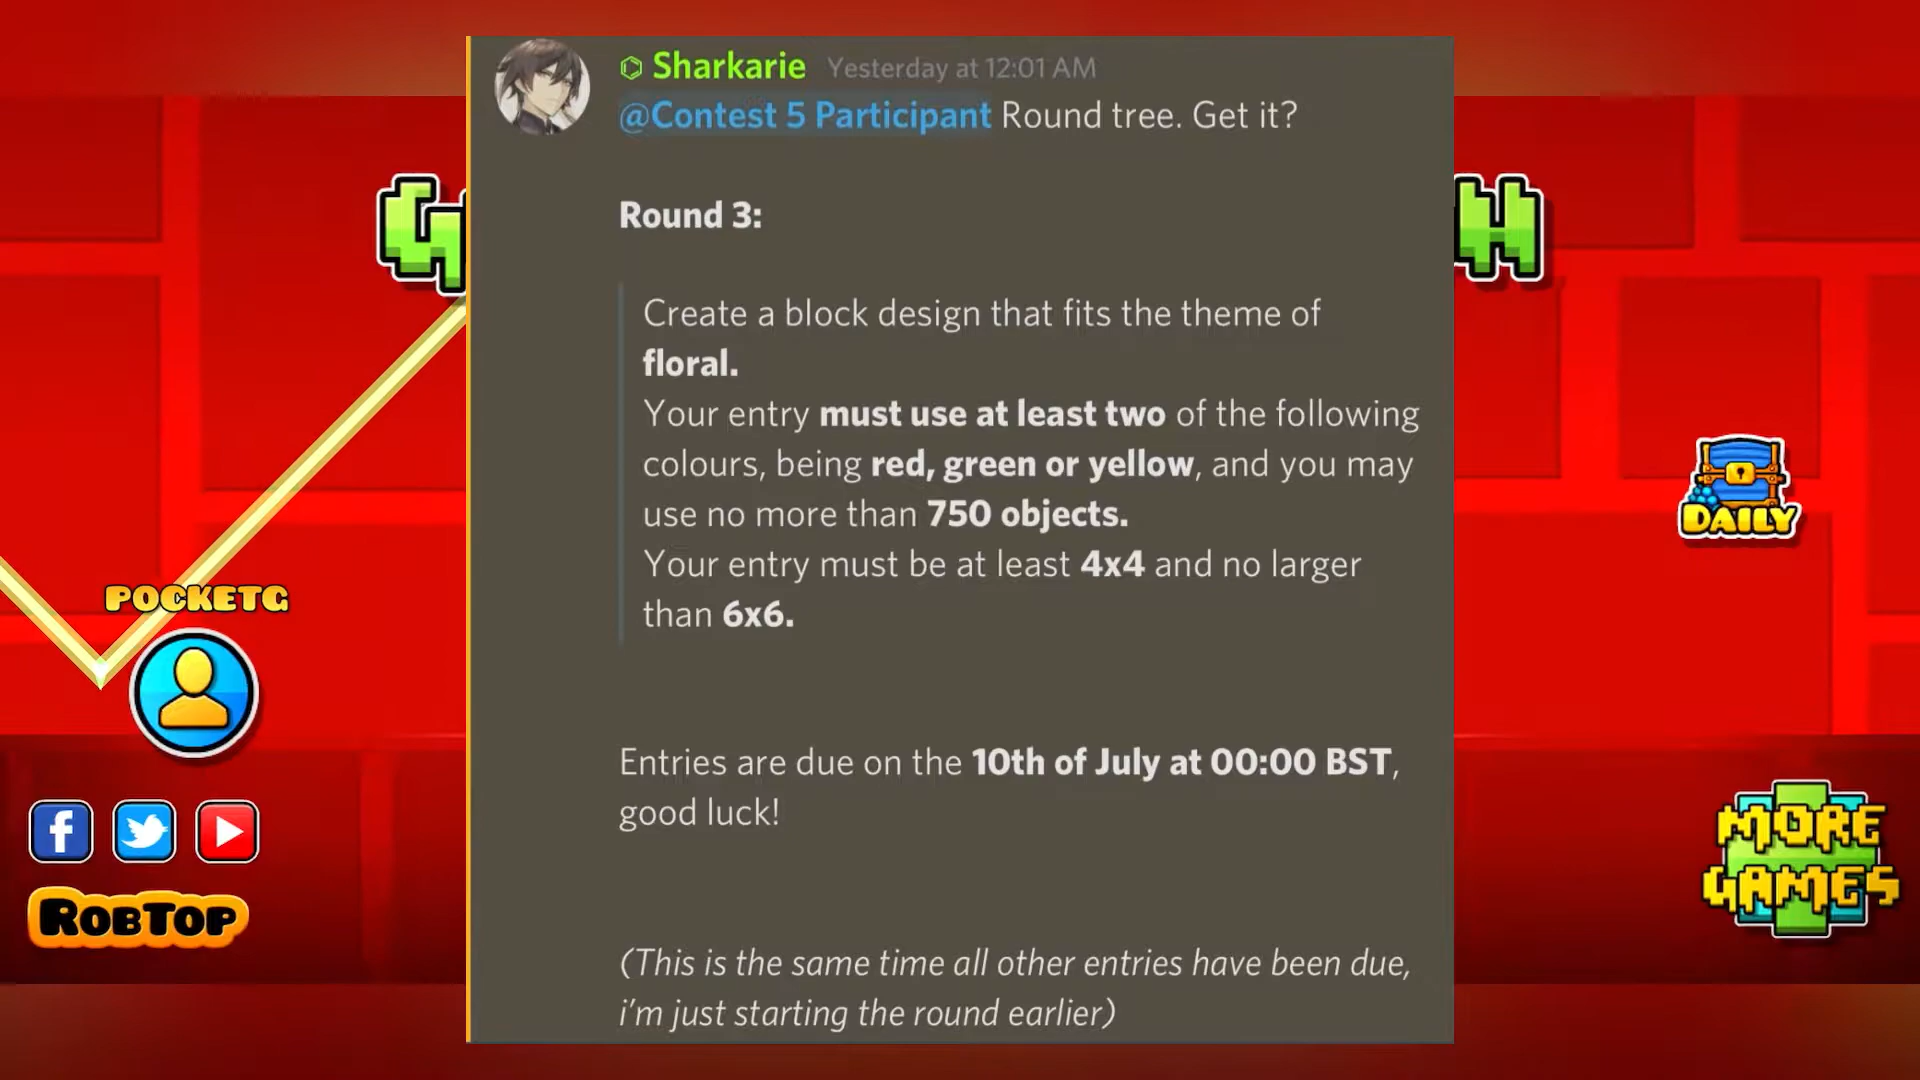 Sharkarie Yesterday at 12:01 AM
@Contest 5 Participant Round tree. Get it?
G
H
Round 3:
Create a block design that fits the theme of
floral.
Your entry must use at least two of the following
colours, being red, green or yellow, and you may
use no more than 750 objects.
Your entry must be at least 4x4 and no larger
than 6x6.
DAILY
POCKETG
Entries are due on the 10th of July at 00:00 BST,
good luck!
f
ROBTOP
MORE
GAMES
(This is the same time all other entries have been due,
i'm just starting the round earlier)